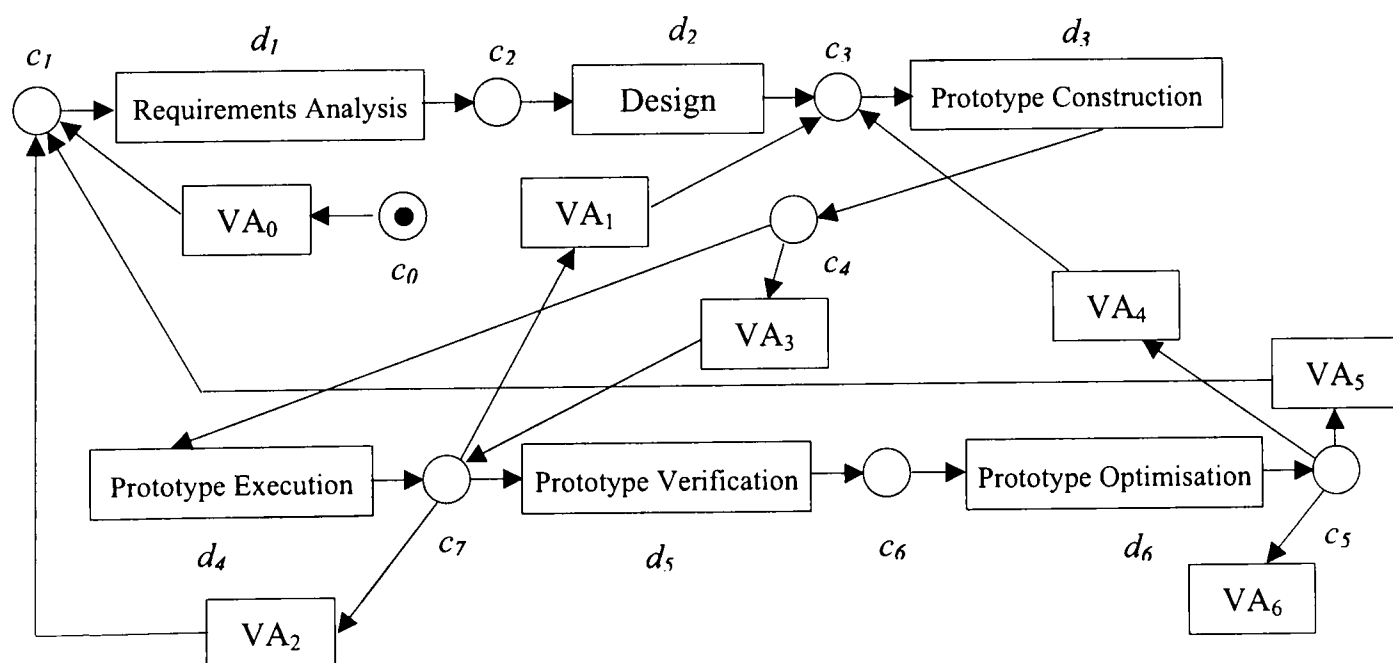 d₁
d₂
d₃
c₁
c₂
c₃
Requirements Analysis
Design
Prototype Construction
VA₀
VA₁
c₀
c₄
VA₃
VA₄
VA₅
Prototype Execution
Prototype Verification
Prototype Optimisation
c₇
c₆
c₅
d₄
d₅
d₆
VA₆
VA₂